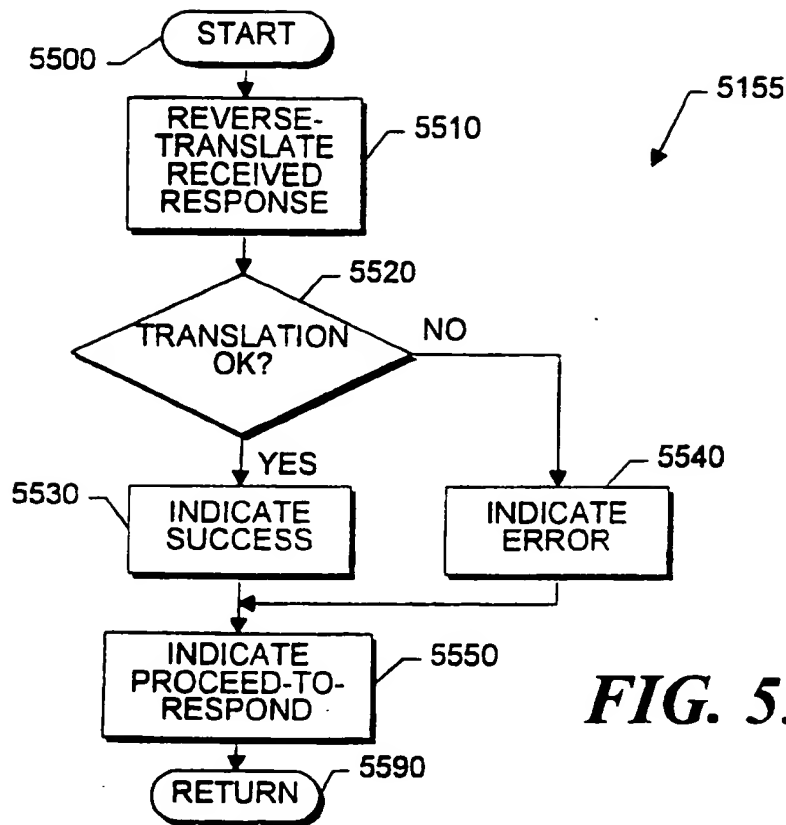 START
5500
5155
REVERSE-
TRANSLATE
RECEIVED
RESPONSE
5510
5520
TRANSLATION
OK?
NO
YES
5530
INDICATE
SUCCESS
5540
INDICATE
ERROR
INDICATE
PROCEED-TO-
RESPOND
5550
FIG. 5
RETURN
5590